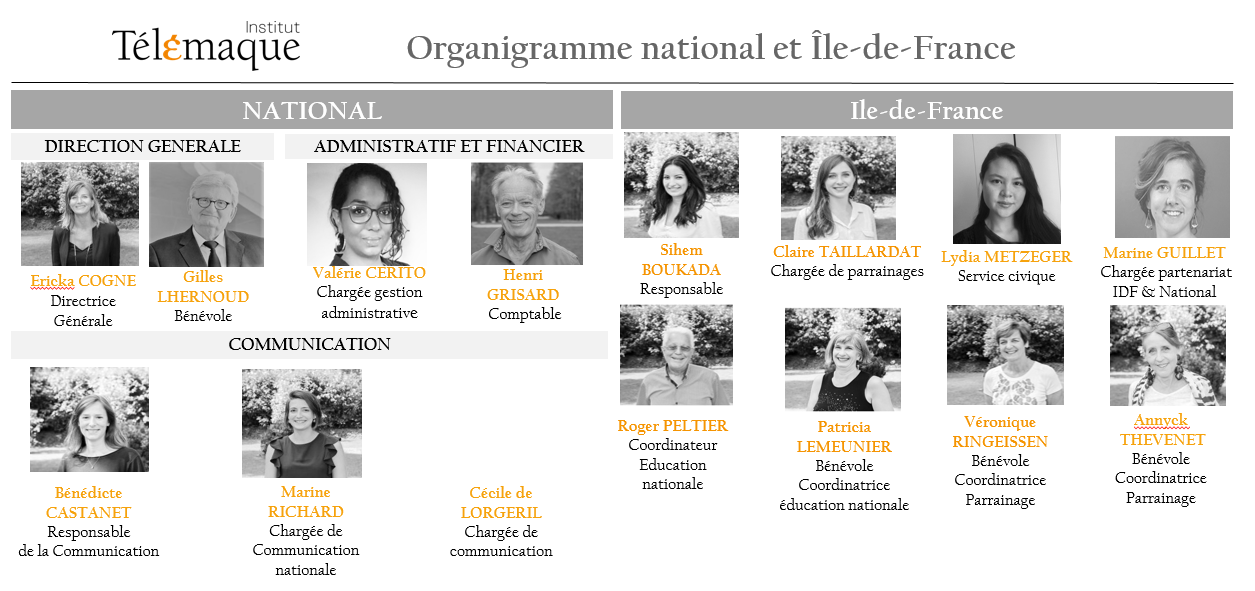 Institut
Télémaque
Organigramme national et Île-de-France
NATIONAL
DIRECTION GENERALE
ADMINISTRATIF ET FINANCIER
Ericka COGNE
Directrice
Générale
Gilles
LHERNOUD
Bénévole
Valérie CERITO
Chargée gestion
administrative
Henri
GRISARD
Comptable
COMMUNICATION
Bénédicte
CASTANET
Responsable
de la Communication
Marine
RICHARD
Chargée de
Communication
nationale
Cécile de
LORGERIL
Chargée de
communication
Ile-de-France
Sihem
BOUKADA
Responsable
Claire TAILLARDAT
Chargée de parrainages
Lydia METZEGER
Service civique
Marine GUILLET
Chargée partenariat
IDF & National
Roger PELTIER
Coordinateur
Education
nationale
Patricia
LEMEUNIER
Bénévole
Coordinatrice
éducation nationale
Véronique
RINGEISSEN
Bénévole
Coordinatrice
Parrainage
Annyck
THEVENET
Bénévole
Coordinatrice
Parrainage